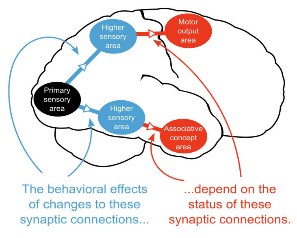 Higher
sensory
area
Motor
output
area
Primary
sensory
area
Higher
sensory
area
Associative
concept
area
The behavioral effects
of changes to these
synaptic connections...
...depend on the
status of these
synaptic connections.